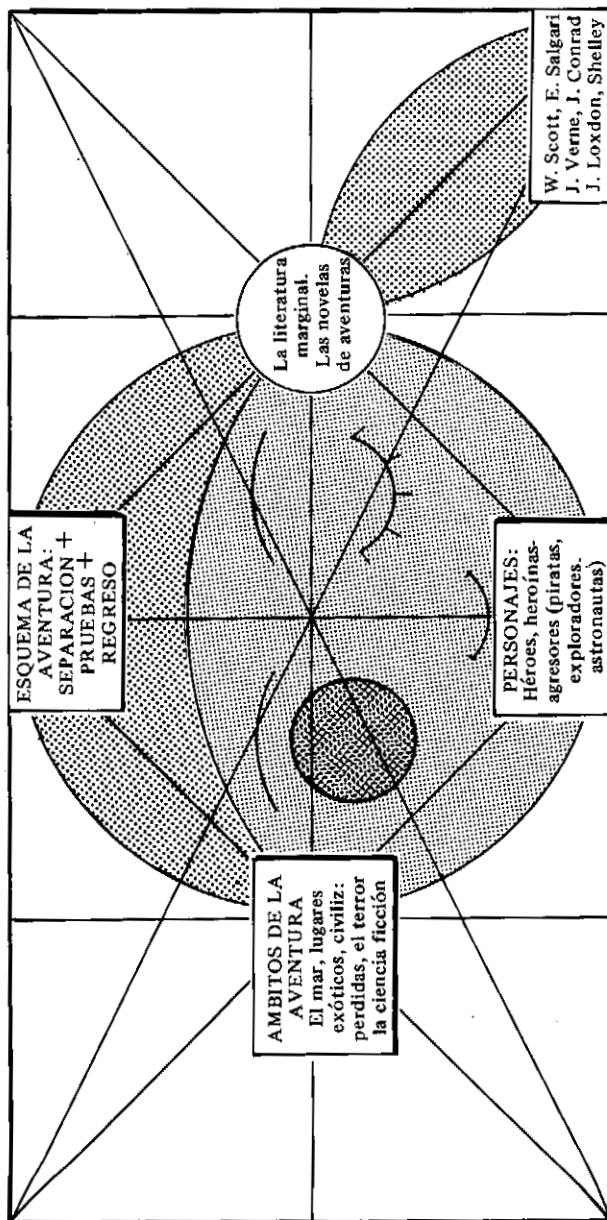 ESQUEMA DE LA
AVENTURA:
SEPARACION +
PRUEBAS +
REGRESO
AMBITOS DE LA
AVENTURA
El mar, lugares
exóticos, civiliz:
perdidas, el terror
la ciencia ficción
La literatura
marginal.
Las novelas
de aventuras
PERSONAJES:
Héroes, heroínas-
agresores (piratas,
exploradores.
astronautas)
W. Scott, E. Salgari
J. Verne, J. Conrad
J. Loxdon, Shelley